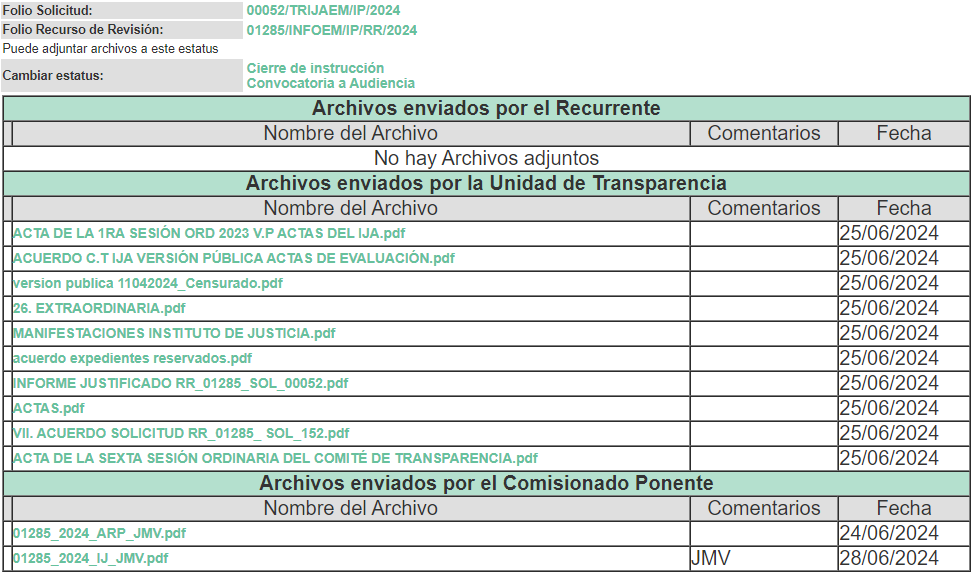 Folio Solicitud: 00052/TRIJAEM/IP/2024
Folio Recurso de Revisión: 01285/INFOEM/IP/RR/2024
Puede adjuntar archivos a este estatus
Cambiar estatus: Cierre de instrucción
Convocatoria a Audiencia
Archivos enviados por el Recurrente
Nombre del Archivo Comentarios Fecha
No hay Archivos adjuntos
Archivos enviados por la Unidad de Transparencia
Nombre del Archivo Comentarios Fecha
ACTA DE LA 1RA SESIÓN ORD 2023 V.P ACTAS DEL IJA.pdf 25/06/2024
ACUERDO C.T IJA VERSIÓN PÚBLICA ACTAS DE EVALUACIÓN.pdf 25/06/2024
version publica 11042024_Censurado.pdf 25/06/2024
26. EXTRAORDINARIA.pdf 25/06/2024
MANIFESTACIONES INSTITUTO DE JUSTICIA.pdf 25/06/2024
acuerdo expedientes reservados.pdf 25/06/2024
INFORME JUSTIFICADO RR_01285_SOL_00052.pdf 25/06/2024
ACTAS.pdf 25/06/2024
VII. ACUERDO SOLICITUD RR_01285_ SOL_152.pdf 25/06/2024
ACTA DE LA SEXTA SESIÓN ORDINARIA DEL COMITÉ DE TRANSPARENCIA.pdf 25/06/2024
Archivos enviados por el Comisionado Ponente
Nombre del Archivo Comentarios Fecha
01285_2024_ARP_JMV.pdf 24/06/2024
01285_2024_IJ_JMV.pdf JMV 28/06/2024